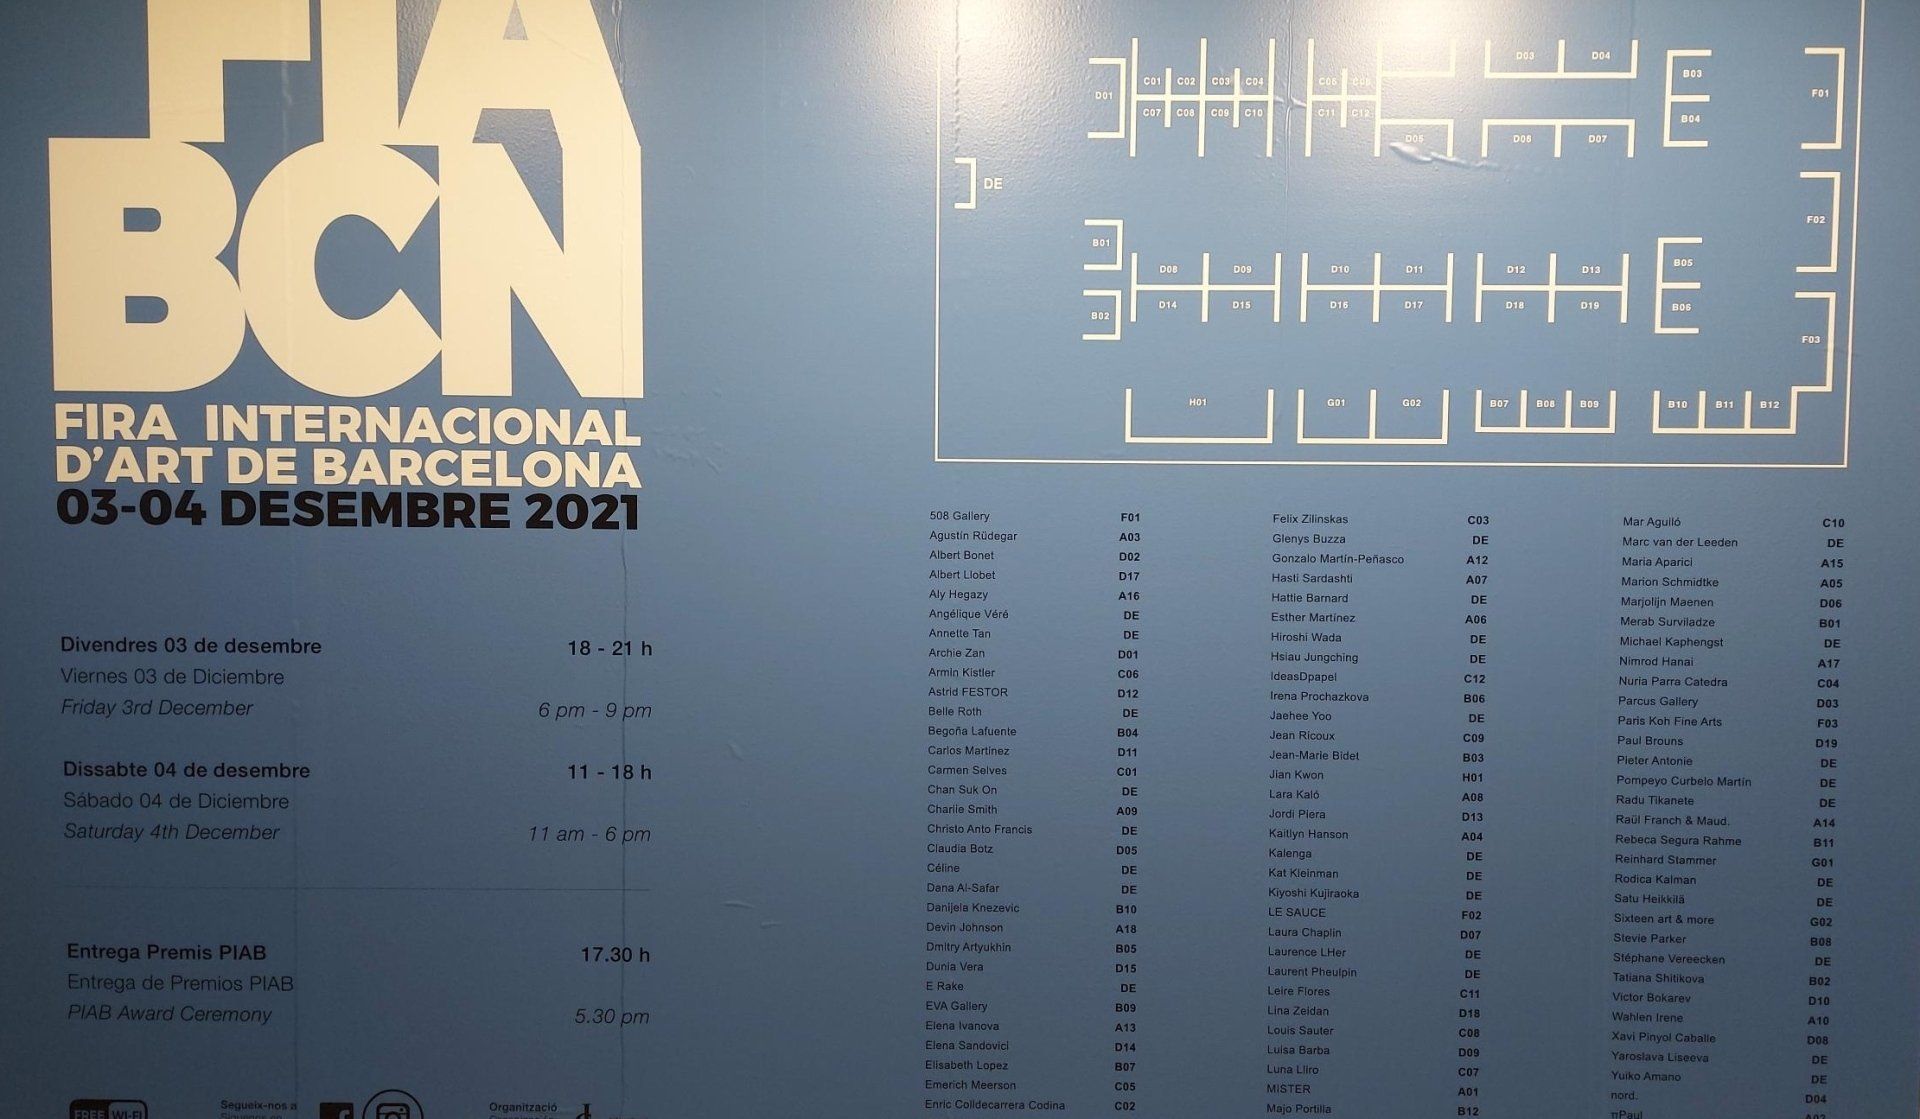 FIA
BCN
FIRA INTERNACIONAL
D'ART DE BARCELONA
03-04 DESEMBRE 2021
Divendres 03 de desembre 18 - 21 h
Viernes 03 de Diciembre
Friday 3rd December 6 pm - 9 pm
Dissabte 04 de desembre 11 - 18 h
Sábado 04 de Diciembre
Saturday 4th December 11 am - 6 pm
Entrega Premis PIAB 17.30 h
Entrega de Premios PIAB
PIAB Award Ceremony 5.30 pm
FREE WI-FI
Segueix-nos a
Organització
D03 D04
C01 C02 C03 C04 C05 C06 B03
D01 F01
C07 C08 C09 C10 C11 C12 B04
D05 D06 D07
DE
F02
B01 B05
D08 D09 D10 D11 D12 D13
D14 D15 D16 D17 D18 D19
B02 B06
F03
H01 G01 G02 B07 B08 B09 B10 B11 B12
508 Gallery F01
Agustín Rüdegar A03
Albert Bonet D02
Albert Llobet D17
Aly Hegazy A16
Angélique Véré DE
Annette Tan DE
Archie Zan D01
Armin Kistler C06
Astrid FESTOR D12
Belle Roth DE
Begoña Lafuente B04
Carlos Martinez D11
Carmen Selves C01
Chan Suk On DE
Charlie Smith A09
Christo Anto Francis DE
Claudia Botz D05
Céline DE
Dana Al-Safar DE
Danijela Knezevic B10
Devin Johnson A18
Dmitry Artyukhin B05
Dunia Vera D15
E Rake DE
EVA Gallery B09
Elena Ivanova A13
Elena Sandovici D14
Elisabeth Lopez B07
Emerich Meerson C05
Enric Colldecarrera Codina C02
Felix Zilinskas C03
Glenys Buzza DE
Gonzalo Martín-Peñasco A12
Hasti Sardashti A07
Hattie Barnard DE
Esther Martínez A06
Hiroshi Wada DE
Hsiau Jungching DE
IdeasDpapel C12
Irena Prochazkova B06
Jaehee Yoo DE
Jean Ricoux C09
Jean-Marie Bidet B03
Jian Kwon H01
Lara Kaló A08
Jordi Piera D13
Kaitlyn Hanson A04
Kalenga DE
Kat Kleinman DE
Kiyoshi Kujiraoka DE
LE SAUCE F02
Laura Chaplin D07
Laurence LHer DE
Laurent Pheulpin DE
Leire Flores C11
Lina Zeidan D18
Louis Sauter C08
Luisa Barba D09
Luna Lliro C07
MISTER A01
Majo Portilla B12
Mar Aguiló C10
Marc van der Leeden DE
Maria Aparici A15
Marion Schmidtke A05
Marjolijn Maenen D06
Merab Surviladze B01
Michael Kaphengst DE
Nimrod Hanai A17
Nuria Parra Catedra C04
Parcus Gallery D03
Paris Koh Fine Arts F03
Paul Brouns D19
Pieter Antonie DE
Pompeyo Curbelo Martín DE
Radu Tikanete DE
Raül Franch & Maud. A14
Rebeca Segura Rahme B11
Reinhard Stammer G01
Rodica Kalman DE
Satu Heikkilä DE
Sixteen art & more G02
Stevie Parker B08
Stéphane Vereecken DE
Tatiana Shitikova B02
Victor Bokarev D10
Wahlen Irene A10
Xavi Pinyol Caballe D08
Yaroslava Liseeva DE
Yuiko Amano DE
nord. D04
πPaul A02